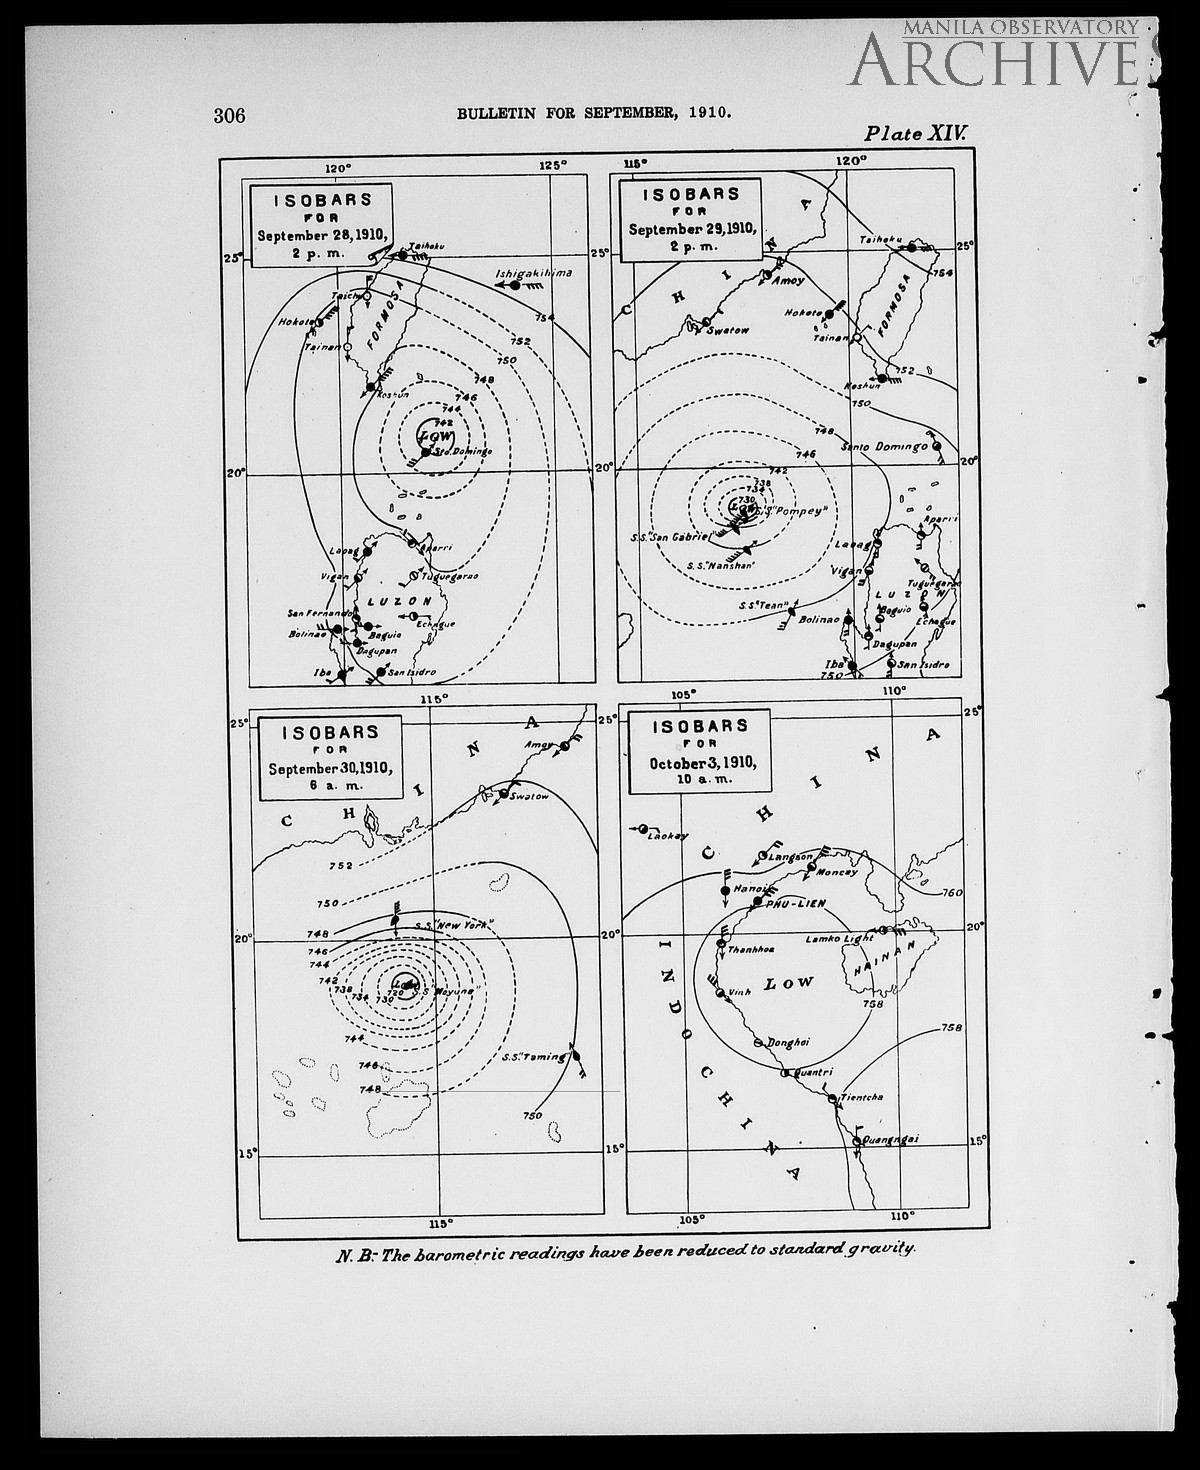 MANILA OBSERVATORY
ARCHIVES
306
BULLETIN FOR SEPTEMBER, 1910.
Plate XIV.
120°
125°
ISOBARS
FOR
September 28, 1910,
2 p. m.
25°
Taihoku
Ishigakihima
Taichu
754
Hokoto
FORMOSA
Tainan
752
750
Koshun
748
746
744
742
LOW
Sto. Domingo
20°
Laoag
Aparri
Vigan
Tuguegarao
LUZON
San Fernando
Echague
Bolinao
Baguio
Dagupan
Iba
San Isidro
115°
120°
ISOBARS
FOR
September 29, 1910,
2 p. m.
25°
25°
CHINA
Taihoku
754
Amoy
FORMOSA
Hokoto
Swatow
Tainan
752
Koshun
750
748
Santo Domingo
746
20°
20°
742
738
734
730
Low
S.S. "Pompey"
S.S. "San Gabriel"
Aparri
Laoag
S.S. "Nanshan"
Vigan
Tuguegarao
LUZON
S.S. "Tean"
Baguio
Bolinao
Echague
Dagupan
Iba
San Isidro
750
115°
25°
25°
ISOBARS
FOR
September 30, 1910,
6 a. m.
CHINA
Amoy
Swatow
752
750
S.S. "New York"
748
20°
20°
746
744
742
Low
738
734
730
720
S.S. "Moyune"
744
S.S. "Taming"
746
748
750
15°
15°
115°
105°
110°
25°
ISOBARS
FOR
October 3, 1910,
10 a. m.
CHINA
Laokay
Langson
Moncay
Hanoi
760
PHU-LIEN
Lamko Light
20°
Thanhhoa
HAINAN
LOW
Vinh
758
758
INDO CHINA
Donghoi
Quantri
Tientcha
Quangngai
15°
105°
110°
N. B.- The barometric readings have been reduced to standard gravity.